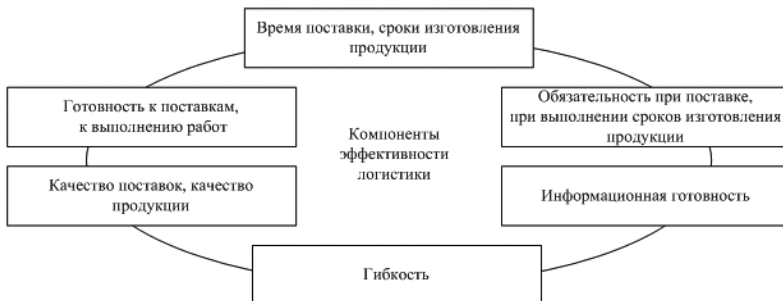 Время поставки, сроки изготовления
продукции
Готовность к поставкам,
к выполнению работ
Обязательность при поставке,
при выполнении сроков изготовления
продукции
Компоненты
эффективности
логистики
Качество поставок, качество
продукции
Информационная готовность
Гибкость